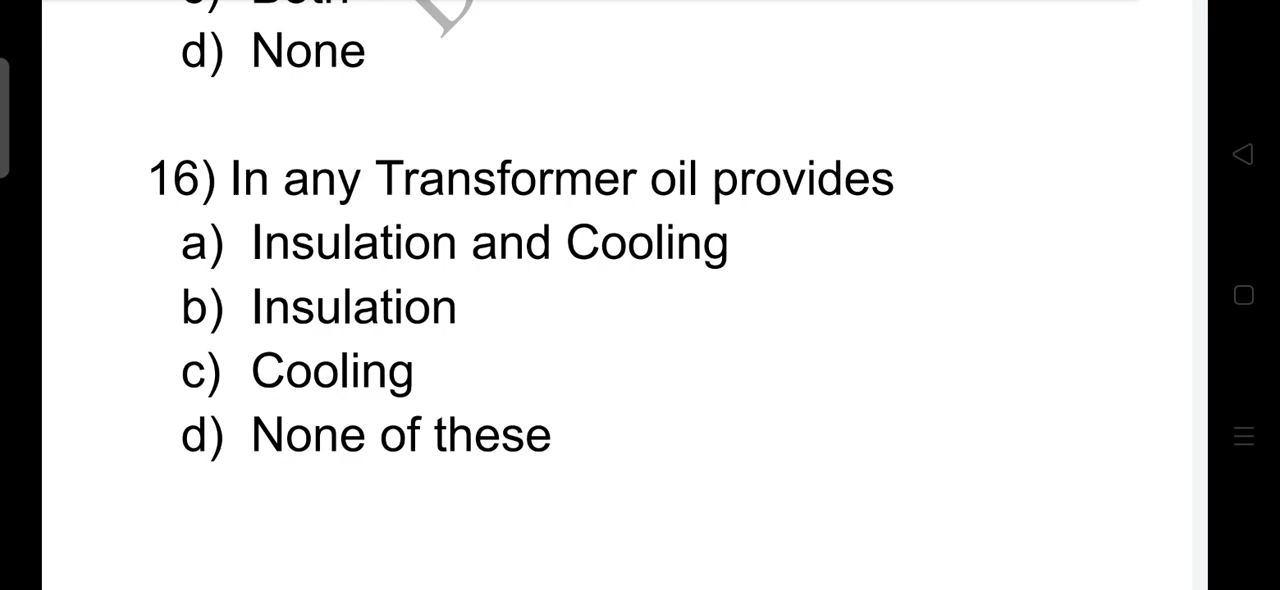 d) None
16) In any Transformer oil provides
a) Insulation and Cooling
b) Insulation
c) Cooling
d) None of these